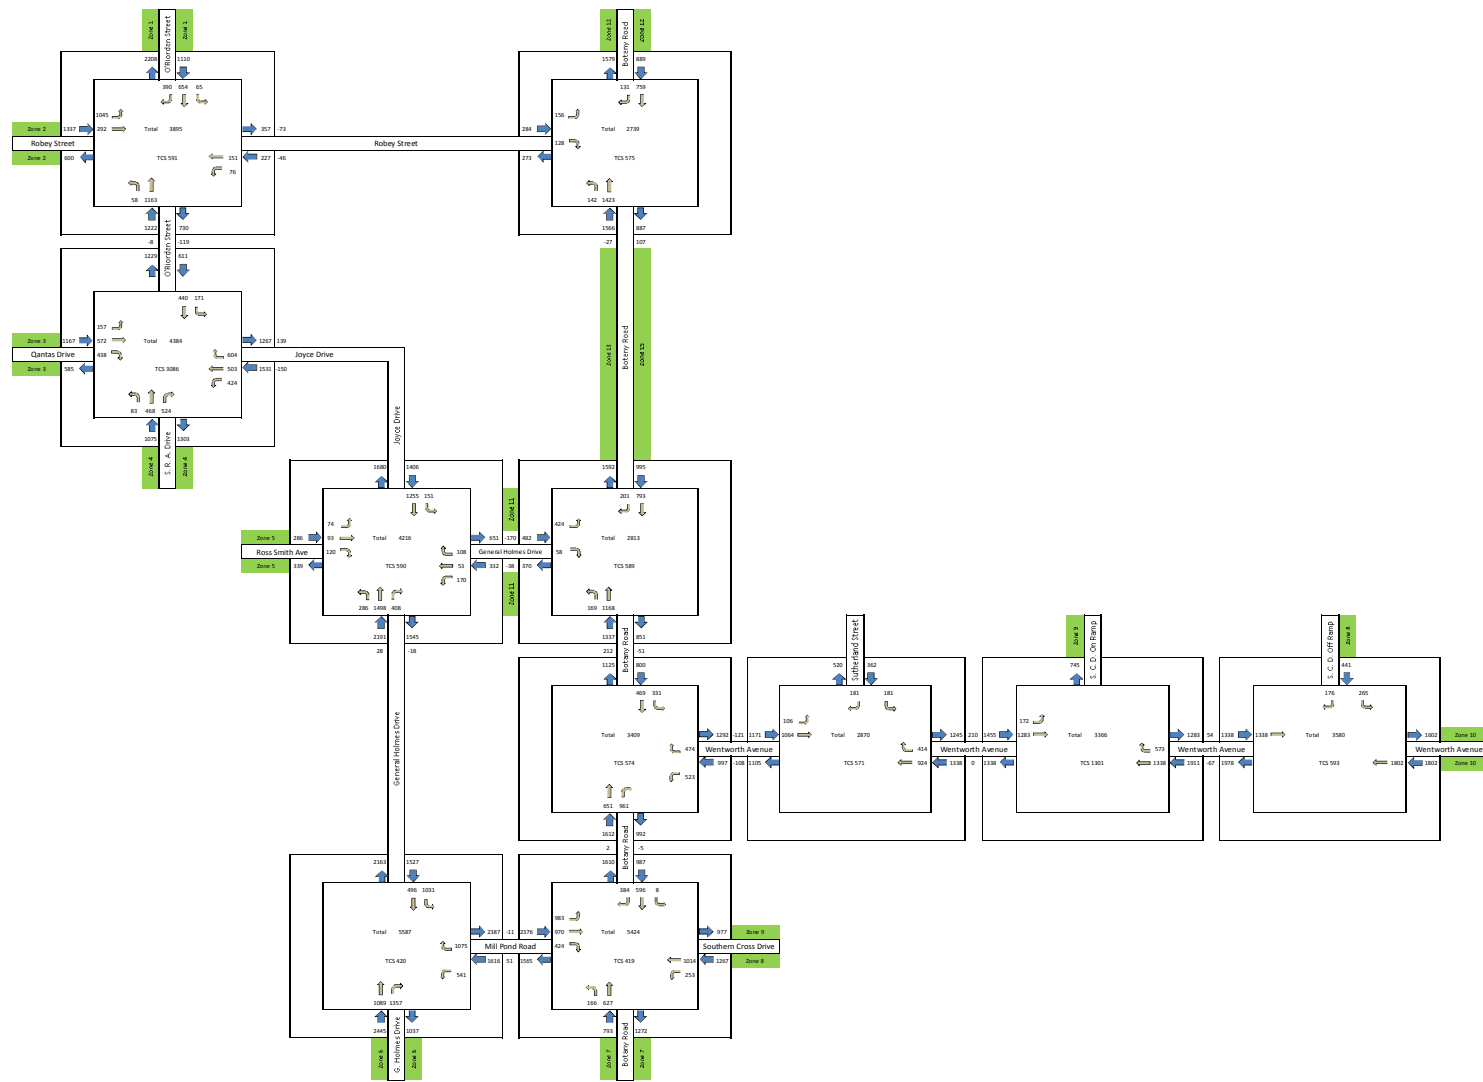 Zone 1
O'Riorden Street
Zone 1
Zone 12
Botany Road
Zone 12
2208 1110
1579 889
390 654 65
131 759
1045
156
Zone 2 1337 292 Total 3895 357 -73
284 Total 2739
Robey Street
Robey Street
128
Zone 2 600 TCS 591 151 227 -46
273 TCS 575
76
58 1163
142 1423
1222 730
1566 887
-8 -119
-27 107
O'Riorden Street
1229 611
440 171
157
Zone 3 1167 572 Total 4384 1267 139
Qantas Drive 438 604
Joyce Drive
Zone 3 585 TCS 3086 503 1531 -150
424
83 468 524
1075 1303
Zone 4
S. R. A. Drive
Zone 4
Zone 13
Botany Road
Zone 13
Joyce Drive
1680 1406
1592 995
1255 151
201 793
Zone 11
74
424
Zone 5 286 93 Total 4216 651 -170 482 Total 2813
Ross Smith Ave 120 108
General Holmes Drive
58
Zone 5 339 TCS 590 53 332 -38 370 TCS 589
170
Zone 11
286 1498 408
169 1168
2191 1545
1337 851
28 -18
212 -51
Botany Road
1125 800
469 331
Sutherland Street
Zone 9
S. C. D. On Ramp
S. C. D. Off Ramp
Zone 8
520 362
745
441
181 181
176 265
106
172
Total 3409 1292 -121 1171 1064 Total 2870 1245 210 1455 1283 Total 3366 1283 54 1338 1338 Total 3580 1602 Zone 10
474
Wentworth Avenue
414
Wentworth Avenue
573
Wentworth Avenue
Wentworth Avenue
TCS 574 997 -108 1105 TCS 571 924 1338 0 1338 TCS 1301 1338 1911 -67 1978 TCS 593 1802 1802 Zone 10
523
651 961
1612 992
2 -5
General Holmes Drive
Botany Road
2163 1527
1610 987
496 1031
384 596 8
983
Total 5587 2387 -11 2376 970 Total 5424 977 Zone 9
1075
Mill Pond Road
424
Southern Cross Drive
TCS 420 1616 51 1565 TCS 419 1014 1267 Zone 8
541
253
1089 1357
166 627
2445 1037
793 1272
Zone 6
G. Holmes Drive
Zone 6
Zone 7
Botany Road
Zone 7